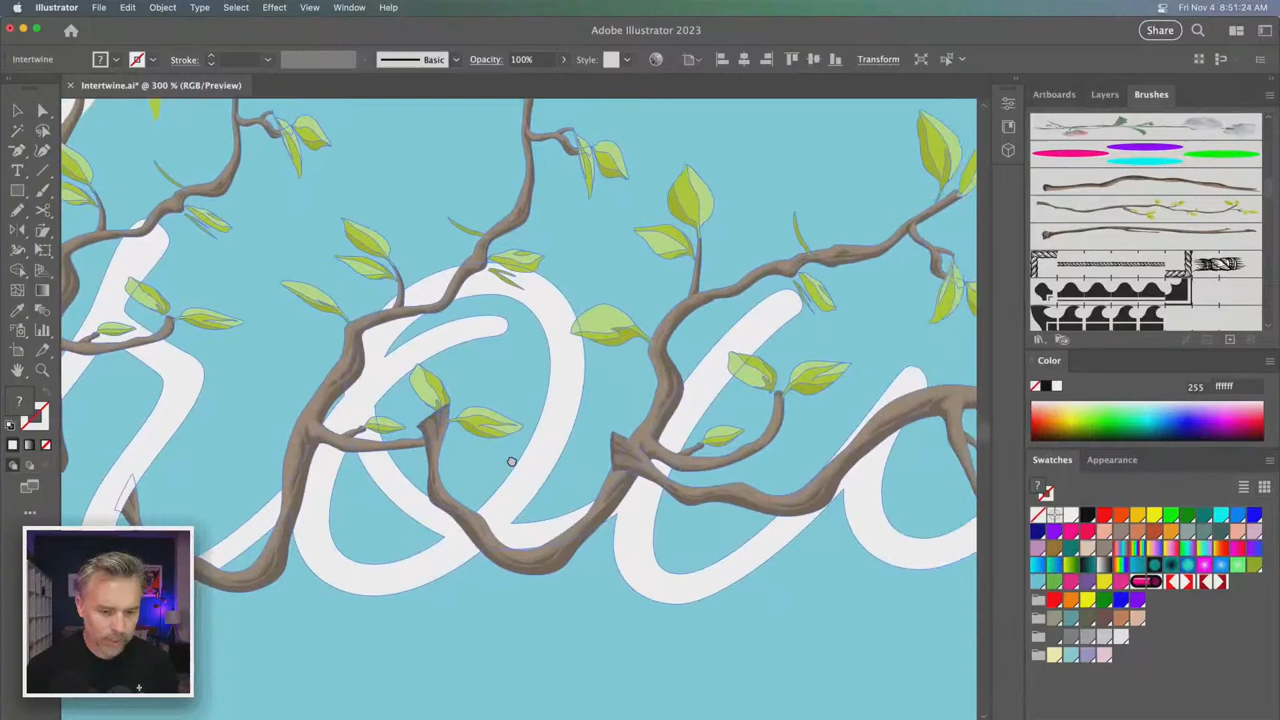 Illustrator File Edit Object Type Select Effect View Window Help Fri Nov 4 8:51:24 AM
Adobe Illustrator 2023 Share
Intertwine Stroke: Basic Opacity: 100% Style: Transform
Intertwine.ai* @ 300 % (RGB/Preview)
Artboards Layers Brushes
Color
255 ffffff
Swatches Appearance